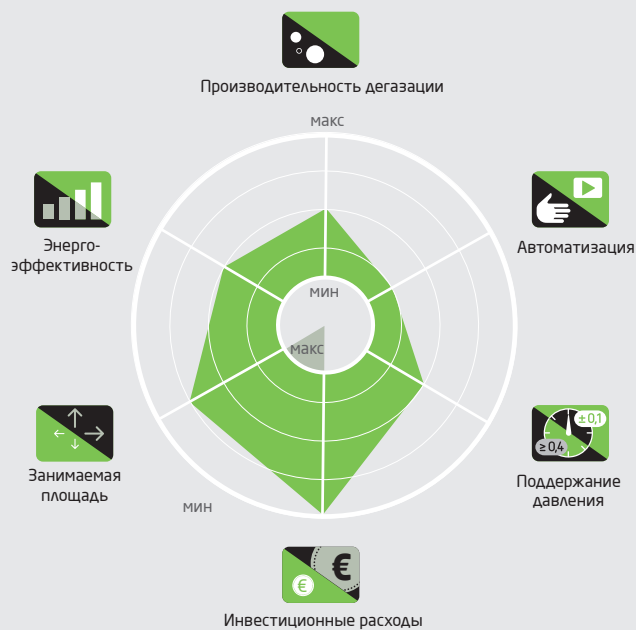 Производительность дегазации
макс
Энерго-
эффективность
Автоматизация
мин
макс
±0,1
≥0,4
Занимаемая
площадь
Поддержание
давления
мин
€
€
Инвестиционные расходы